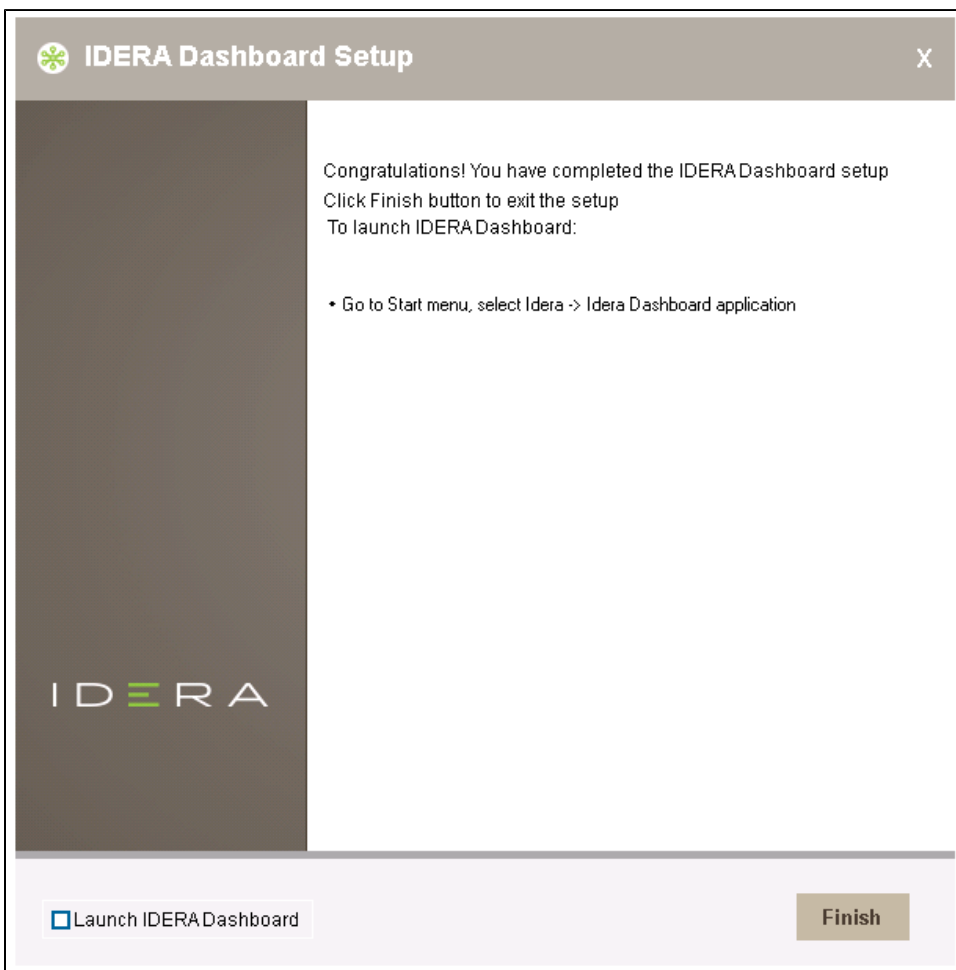 IDERA Dashboard Setup X
Congratulations! You have completed the IDERA Dashboard setup
Click Finish button to exit the setup
To launch IDERA Dashboard:
• Go to Start menu, select Idera -> Idera Dashboard application
IDERA
Launch IDERA Dashboard
Finish